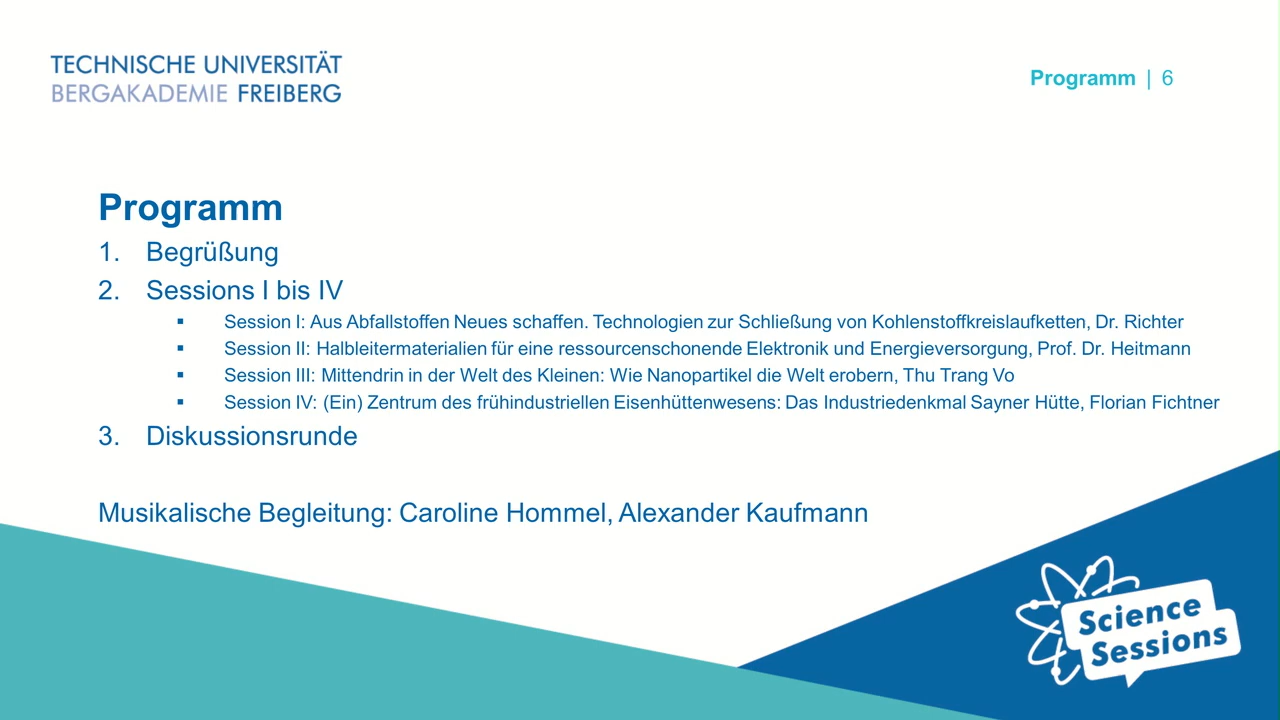 TECHNISCHE UNIVERSITÄT
BERGAKADEMIE FREIBERG
Programm | 6
Programm
1. Begrüßung
2. Sessions I bis IV
▪ Session I: Aus Abfallstoffen Neues schaffen. Technologien zur Schließung von Kohlenstoffkreislaufketten, Dr. Richter
▪ Session II: Halbleitermaterialien für eine ressourcenschonende Elektronik und Energieversorgung, Prof. Dr. Heitmann
▪ Session III: Mittendrin in der Welt des Kleinen: Wie Nanopartikel die Welt erobern, Thu Trang Vo
▪ Session IV: (Ein) Zentrum des frühindustriellen Eisenhüttenwesens: Das Industriedenkmal Sayner Hütte, Florian Fichtner
3. Diskussionsrunde
Musikalische Begleitung: Caroline Hommel, Alexander Kaufmann
Science
Sessions